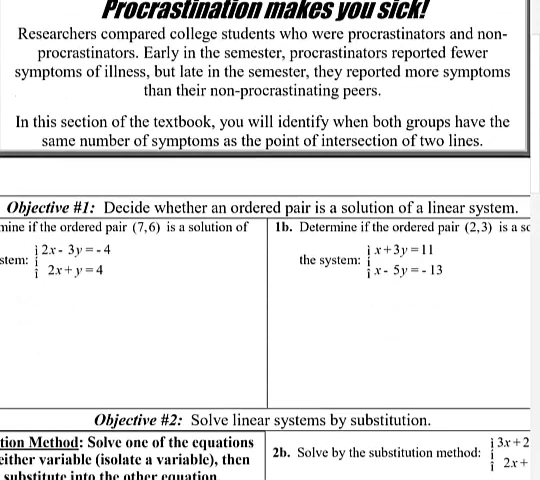 Procrastination makes you sick!
Researchers compared college students who were procrastinators and non-
procrastinators. Early in the semester, procrastinators reported fewer
symptoms of illness, but late in the semester, they reported more symptoms
than their non-procrastinating peers.
In this section of the textbook, you will identify when both groups have the
same number of symptoms as the point of intersection of two lines.
Objective #1: Decide whether an ordered pair is a solution of a linear system.
mine if the ordered pair (7,6) is a solution of
stem:
2x - 3y = - 4
2x + y = 4
1b. Determine if the ordered pair (2,3) is a so
the system:
x + 3y = 11
x - 5y = - 13
Objective #2: Solve linear systems by substitution.
tion Method: Solve one of the equations
either variable (isolate a variable), then
substitute into the other equation
2b. Solve by the substitution method:
3x + 2
2x +